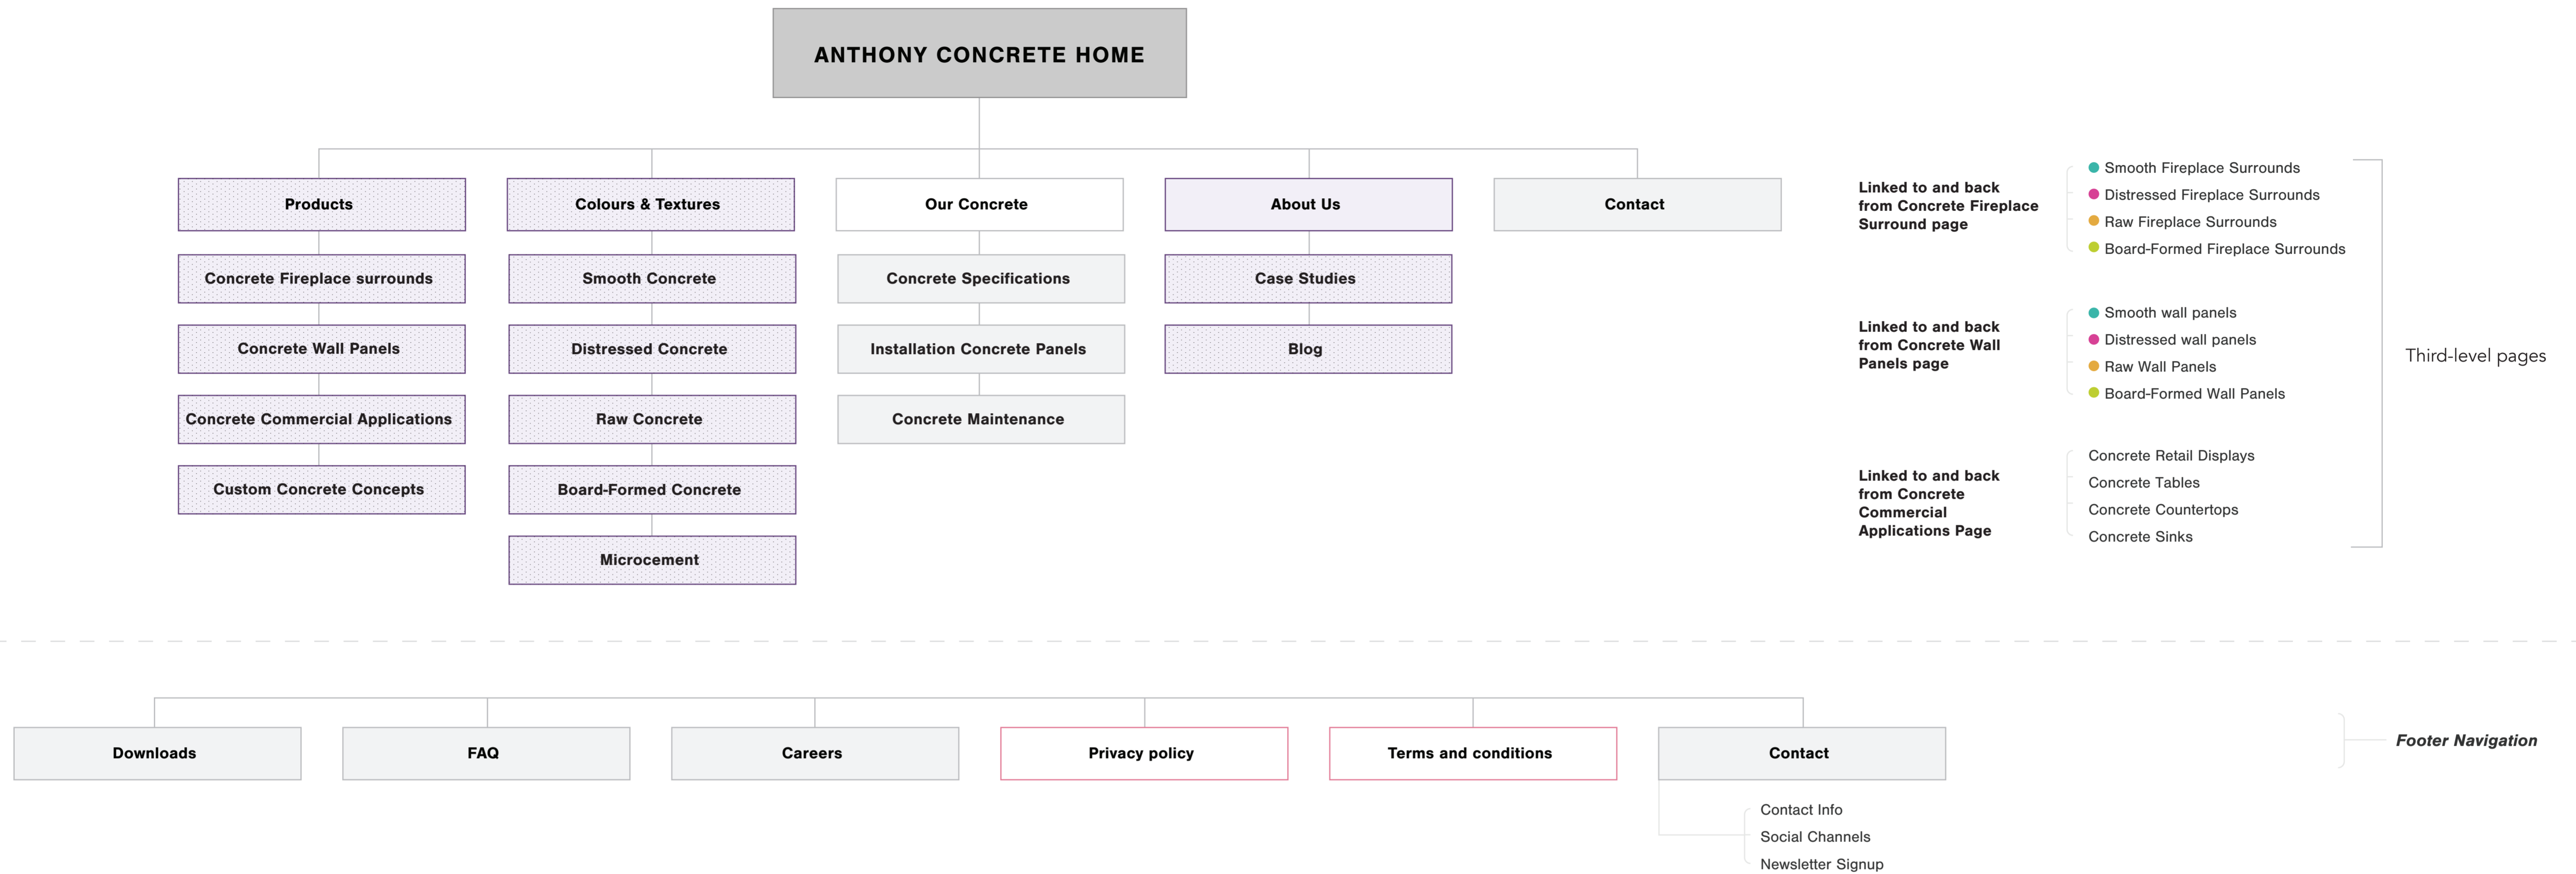 ANTHONY CONCRETE HOME
Products
Colours & Textures
Our Concrete
About Us
Contact
Concrete Fireplace surrounds
Smooth Concrete
Concrete Specifications
Case Studies
Concrete Wall Panels
Distressed Concrete
Installation Concrete Panels
Blog
Concrete Commercial Applications
Raw Concrete
Concrete Maintenance
Custom Concrete Concepts
Board-Formed Concrete
Microcement
Linked to and back
from Concrete Fireplace
Surround page
Smooth Fireplace Surrounds
Distressed Fireplace Surrounds
Raw Fireplace Surrounds
Board-Formed Fireplace Surrounds
Linked to and back
from Concrete Wall
Panels page
Smooth wall panels
Distressed wall panels
Raw Wall Panels
Board-Formed Wall Panels
Linked to and back
from Concrete
Commercial
Applications Page
Concrete Retail Displays
Concrete Tables
Concrete Countertops
Concrete Sinks
Third-level pages
Downloads
FAQ
Careers
Privacy policy
Terms and conditions
Contact
Contact Info
Social Channels
Newsletter Signup
Footer Navigation